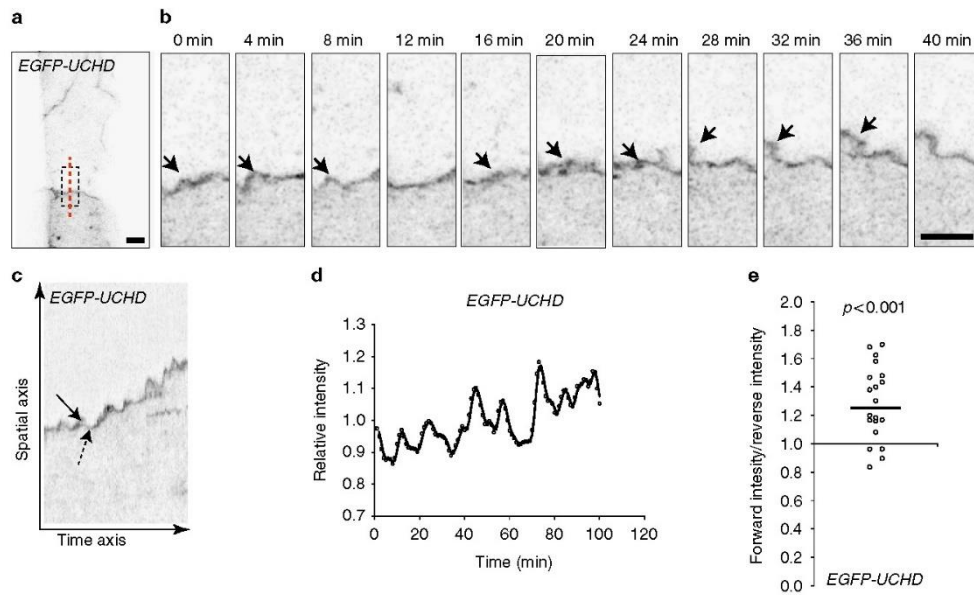 a
EGFP-UCHD
b
0 min 4 min 8 min 12 min 16 min 20 min 24 min 28 min 32 min 36 min 40 min
c
EGFP-UCHD
Spatial axis
Time axis
d
EGFP-UCHD
Relative intensity
1.3
1.2
1.1
1.0
0.9
0.8
0.7
0 20 40 60 80 100 120
Time (min)
e
p<0.001
Forward intesity/reverse intensity
2.0
1.8
1.6
1.4
1.2
1.0
0.8
0.6
0.4
0.2
0.0
EGFP-UCHD